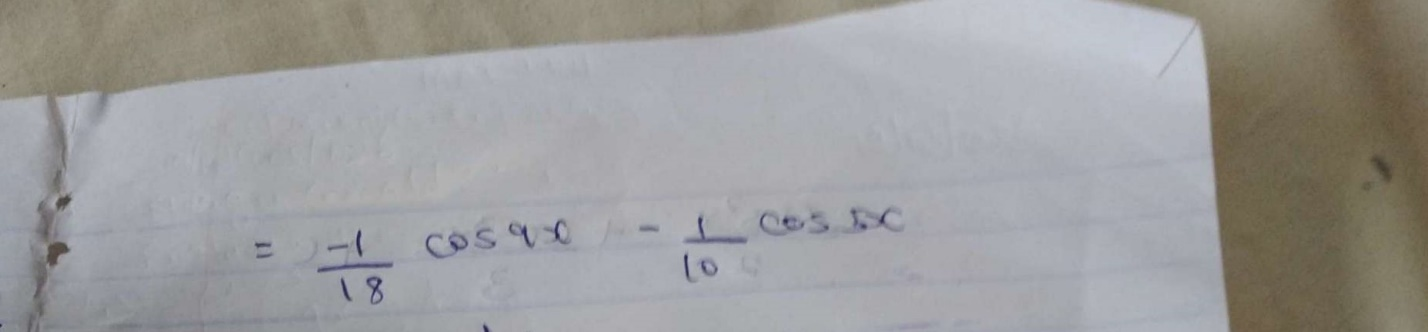 = -1/18 cos 9x - 1/10 cos 5x